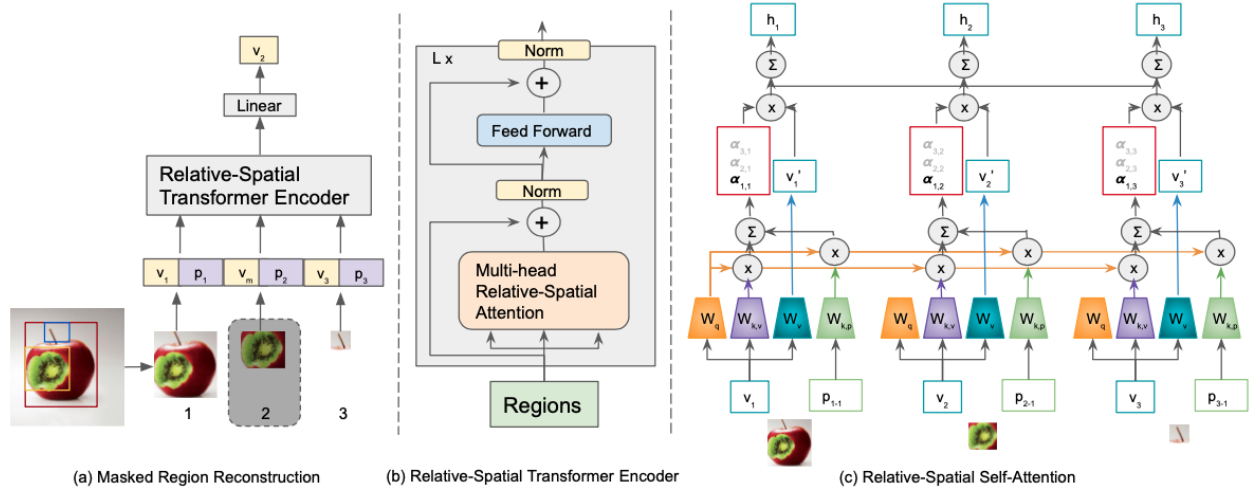 v2
Linear
Relative-Spatial
Transformer Encoder
v1 p1 vm p2 v3 p3
1 2 3
(a) Masked Region Reconstruction
L x
Norm
+
Feed Forward
Norm
+
Multi-head
Relative-Spatial
Attention
Regions
(b) Relative-Spatial Transformer Encoder
h1 h2 h3
Σ Σ Σ
x x x
α3,1 α3,2 α3,3
α2,1 α2,2 α2,3
α1,1 v1' α1,2 v2' α1,3 v3'
Σ Σ Σ
x x x
x x x
Wq Wk,v Wv Wk,p Wq Wk,v Wv Wk,p Wq Wk,v Wv Wk,p
v1 p1-1 v2 p2-1 v3 p3-1
(c) Relative-Spatial Self-Attention